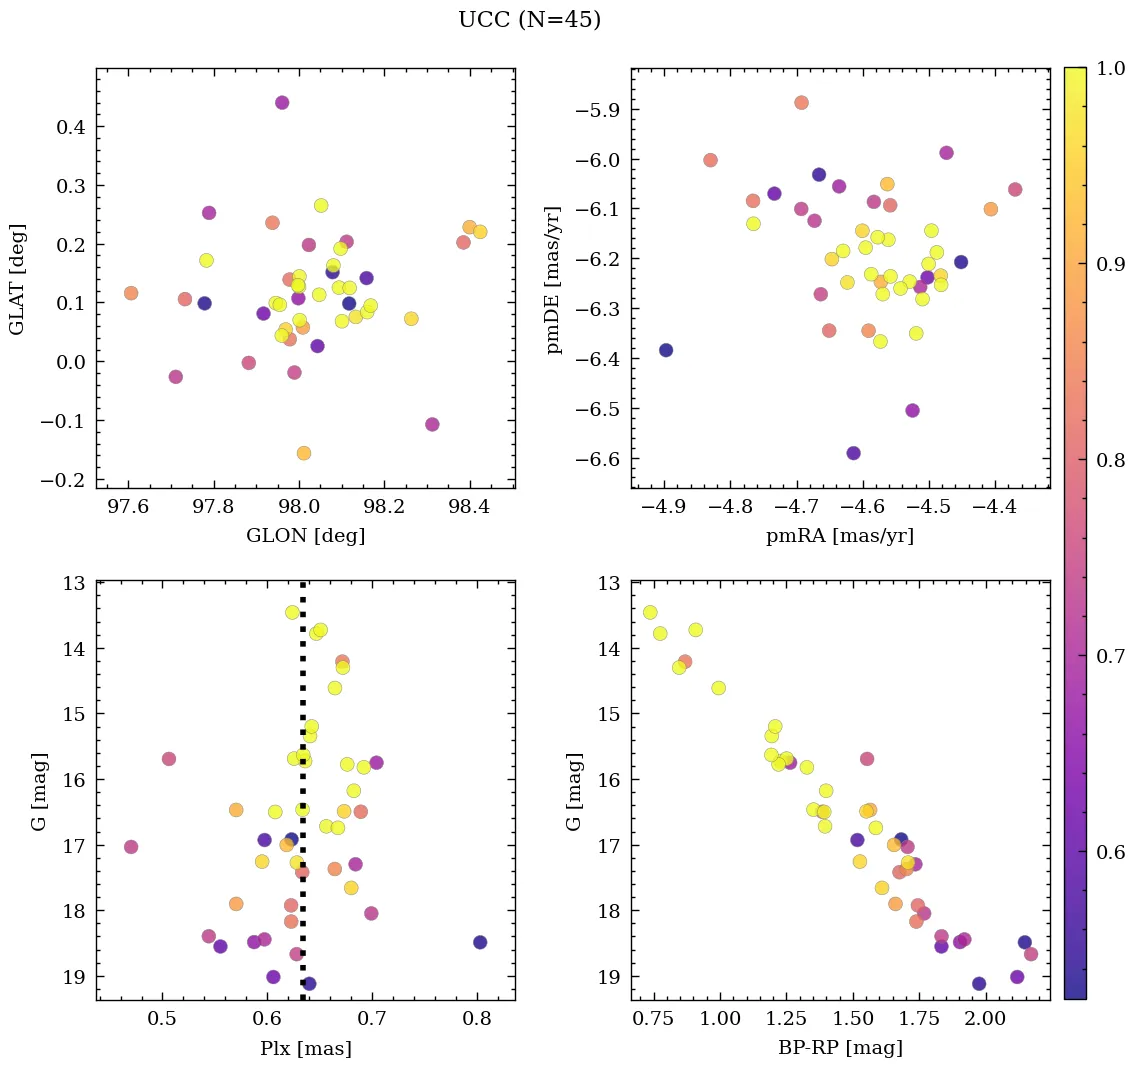 UCC (N=45)
0.4
0.3
0.2
0.1
0.0
−0.1
−0.2
GLAT [deg]
97.6 97.8 98.0 98.2 98.4
GLON [deg]
−5.9
−6.0
−6.1
−6.2
−6.3
−6.4
−6.5
−6.6
pmDE [mas/yr]
−4.9 −4.8 −4.7 −4.6 −4.5 −4.4
pmRA [mas/yr]
13
14
15
16
17
18
19
G [mag]
0.5 0.6 0.7 0.8
Plx [mas]
13
14
15
16
17
18
19
G [mag]
0.75 1.00 1.25 1.50 1.75 2.00
BP-RP [mag]
1.0
0.9
0.8
0.7
0.6